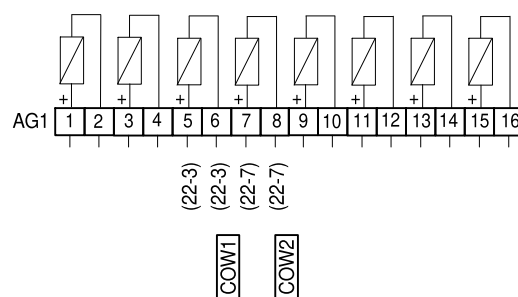 + + + + + + + +
AG1 1 2 3 4 5 6 7 8 9 10 11 12 13 14 15 16
(22-3) (22-3) (22-7) (22-7)
COW1 COW2